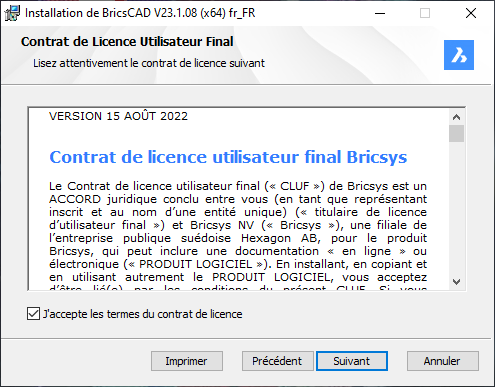 Installation de BricsCAD V23.1.08 (x64) fr_FR
Contrat de Licence Utilisateur Final
Lisez attentivement le contrat de licence suivant
VERSION 15 AOÛT 2022
Contrat de licence utilisateur final Bricsys
Le Contrat de licence utilisateur final (« CLUF ») de Bricsys est un
ACCORD juridique conclu entre vous (en tant que représentant
inscrit et au nom d’une entité unique) (« titulaire de licence
d’utilisateur final ») et Bricsys NV (« Bricsys »), une filiale de
l’entreprise publique suédoise Hexagon AB, pour le produit
Bricsys, qui peut inclure une documentation « en ligne » ou
électronique (« PRODUIT LOGICIEL »). En installant, en copiant et
en utilisant autrement le PRODUIT LOGICIEL, vous acceptez
d’être lié(e) par les conditions du présent CLUF. Si vous
J'accepte les termes du contrat de licence
Imprimer
Précédent
Suivant
Annuler